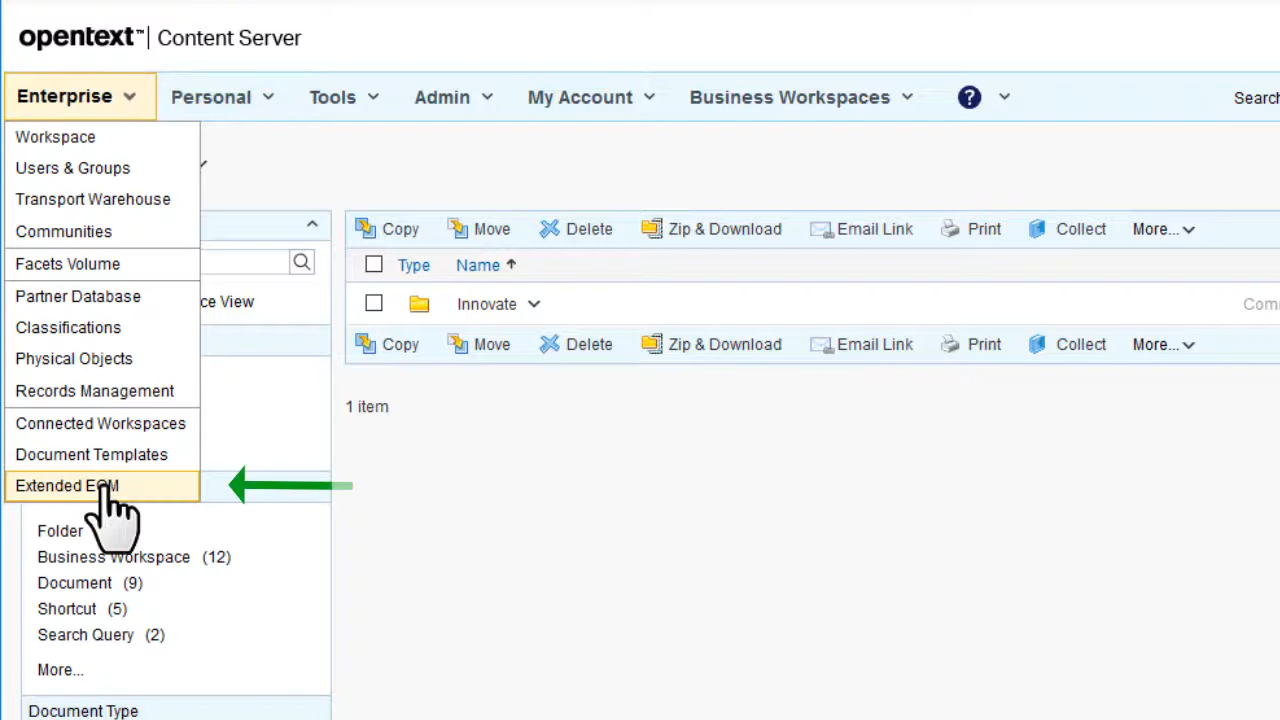 opentext™ | Content Server
Enterprise Personal Tools Admin My Account Business Workspaces ? Search
Workspace
Users & Groups
Transport Warehouse
Communities
Facets Volume
Partner Database
Classifications
Physical Objects
Records Management
Connected Workspaces
Document Templates
Extended ECM
ce View
Folder
Business Workspace (12)
Document (9)
Shortcut (5)
Search Query (2)
More...
Document Type
Copy Move Delete Zip & Download Email Link Print Collect More...
Type Name
Innovate
Copy Move Delete Zip & Download Email Link Print Collect More...
1 item